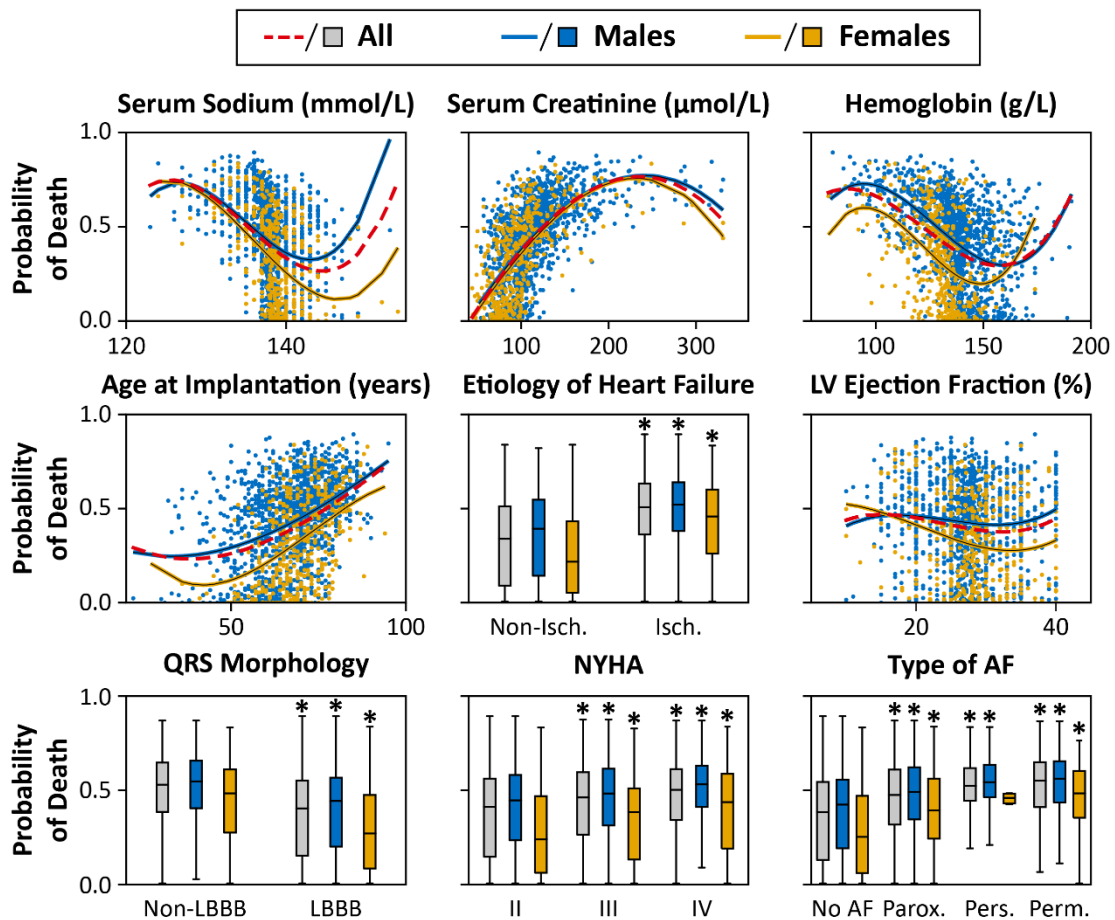 / All / Males / Females
Serum Sodium (mmol/L) Serum Creatinine (μmol/L) Hemoglobin (g/L)
Probability of Death
1.0
0.5
0.0
120 140 100 200 300 100 150 200
Age at Implantation (years) Etiology of Heart Failure LV Ejection Fraction (%)
Probability of Death
1.0
0.5
0.0
50 100 Non-Isch. Isch. 20 40
* * *
QRS Morphology NYHA Type of AF
Probability of Death
1.0
0.5
0.0
* * * * * * * * * * * * * * * * *
Non-LBBB LBBB II III IV No AF Parox. Pers. Perm.